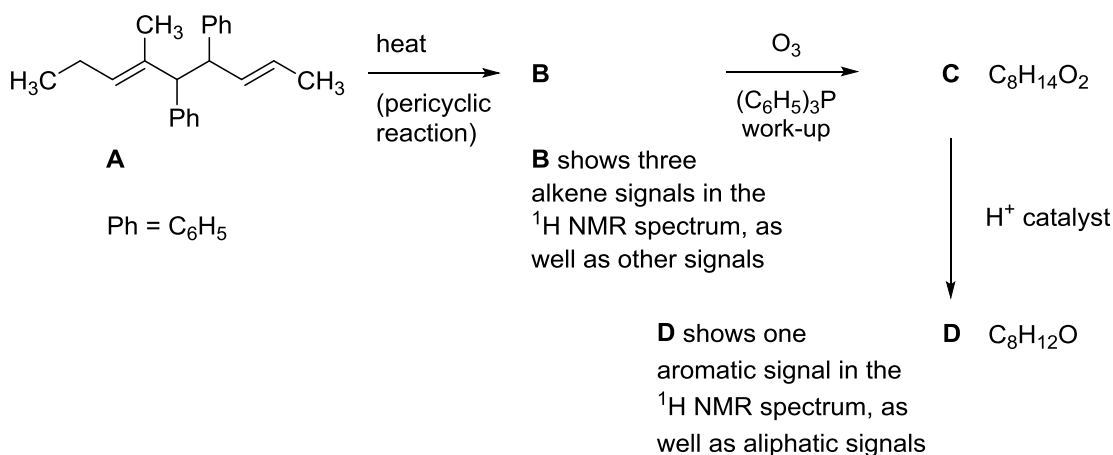 CH3
Ph
H3C
CH3
Ph
A
Ph = C6H5
heat
(pericyclic
reaction)
B
B shows three
alkene signals in the
1H NMR spectrum, as
well as other signals
O3
(C6H5)3P
work-up
C C8H14O2
H+ catalyst
D C8H12O
D shows one
aromatic signal in the
1H NMR spectrum, as
well as aliphatic signals